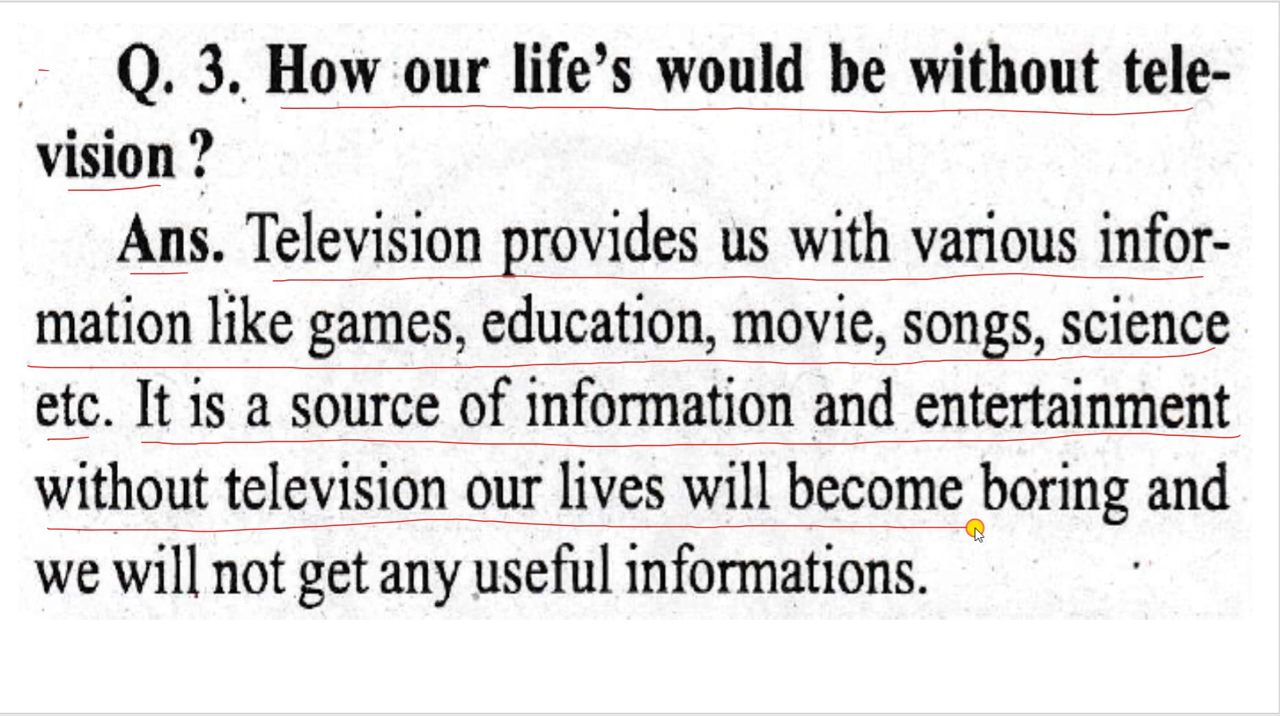 Q. 3. How our life's would be without tele-
vision ?
Ans. Television provides us with various infor-
mation like games, education, movie, songs, science
etc. It is a source of information and entertainment
without television our lives will become boring and
we will not get any useful informations.